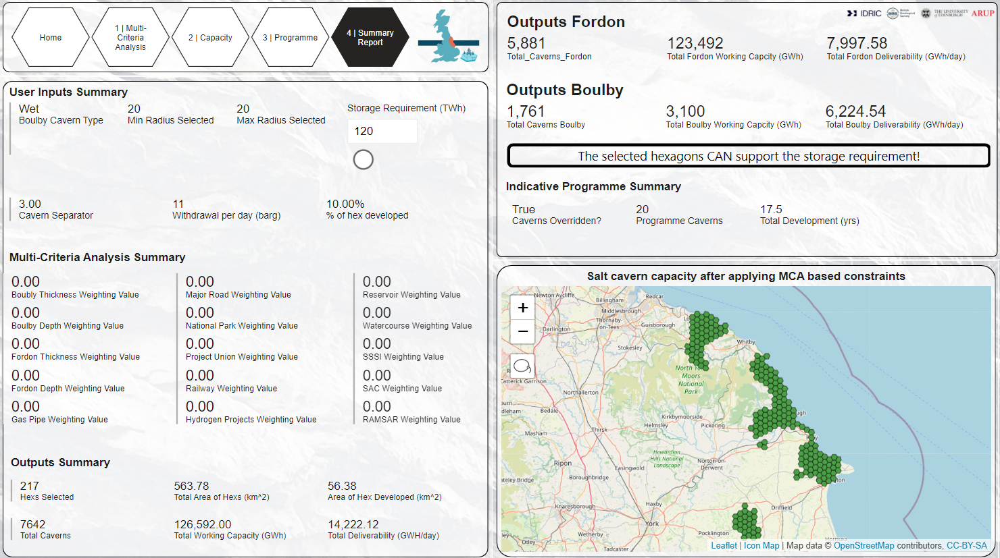 Home
1 | Multi-
Criteria
Analysis
2 | Capacity
3 | Programme
4 | Summary
Report
User Inputs Summary
Wet
Boulby Cavern Type
20
Min Radius Selected
20
Max Radius Selected
Storage Requirement (TWh)
120
3.00
Cavern Separator
11
Withdrawal per day (barg)
10.00%
% of hex developed
Multi-Criteria Analysis Summary
0.00
Boubly Thickness Weighting Value
0.00
Major Road Weighting Value
0.00
Reservoir Weighting Value
0.00
Boulby Depth Weighting Value
0.00
National Park Weighting Value
0.00
Watercourse Weighting Value
0.00
Fordon Thickness Weighting Value
0.00
Project Union Weighting Value
0.00
SSSI Weighting Value
0.00
Fordon Depth Weighting Value
0.00
Railway Weighting Value
0.00
SAC Weighting Value
0.00
Gas Pipe Weighting Value
0.00
Hydrogen Projects Weighting Value
0.00
RAMSAR Weighting Value
Outputs Summary
217
Hexs Selected
563.78
Total Area of Hexs (km^2)
56.38
Area of Hex Developed (km^2)
7642
Total Caverns
126,592.00
Total Working Capacity (GWh)
14,222.12
Total Deliverability (GWH/day)
IDRIC
BGS
British
Geological
Survey
THE UNIVERSITY
of EDINBURGH
ARUP
Outputs Fordon
5,881
Total_Caverns_Fordon
123,492
Total Fordon Working Capcity (GWh)
7,997.58
Total Fordon Deliverability (GWh/day)
Outputs Boulby
1,761
Total Caverns Boulby
3,100
Total Boulby Working Capcity (GWh)
6,224.54
Total Boulby Deliverability (GWh/day)
The selected hexagons CAN support the storage requirement!
Indicative Programme Summary
True
Caverns Overridden?
20
Programme Caverns
17.5
Total Development (yrs)
Salt cavern capacity after applying MCA based constraints
+
−
Newton Aycliffe
Redcar
Billingham
Middlesbrough
Thornaby-
on-Tees
Guisborough
Lo
Darlington
Stokesley
Whitby
North Yo
Moors
National
Park
Catterick Garrison
Northallerton
burn
dleham
Bedale
Kirkbymoorside
ugh
Helmsley
Pickering
Thirsk
Masham
Howardian
Hills National
Landscape
Ripon
Easingwold
Norton-on-
Derwent
ateley Bridge
Boroughbridge
ton
Knaresborough
Haxby
Driffield
York
Wetherby
Pocklington
ley
Otley
Tadcaster
Hornsea
Leaflet | Icon Map | Map data © OpenStreetMap contributors, CC-BY-SA